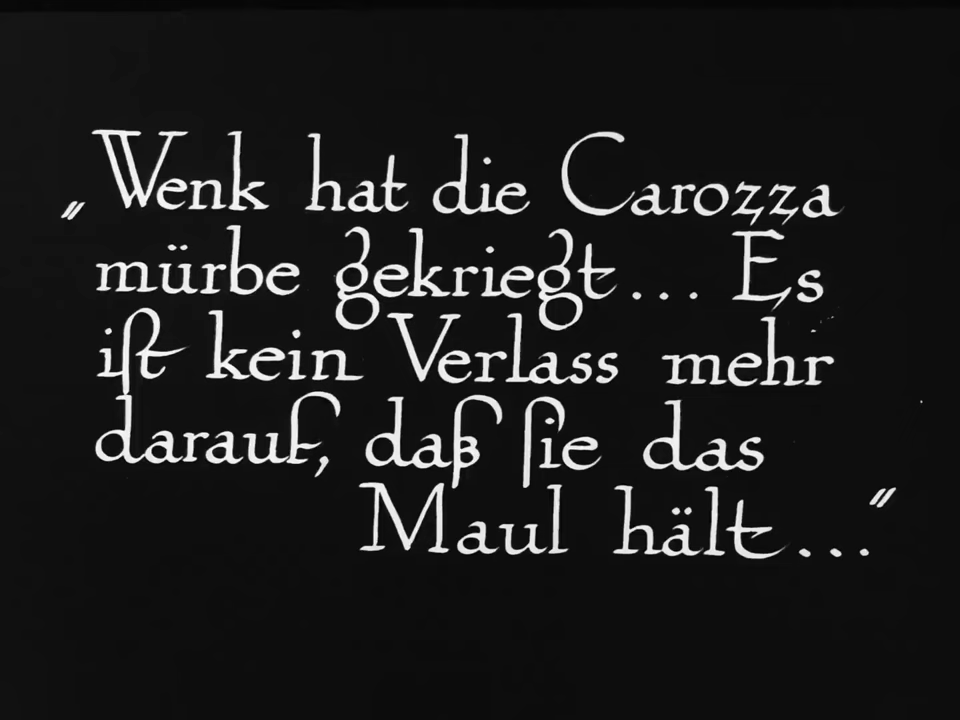 „Wenk hat die Carozza
mürbe gekriegt... Es
iſt kein Verlass mehr
darauf, daß ſie das
Maul hält..."